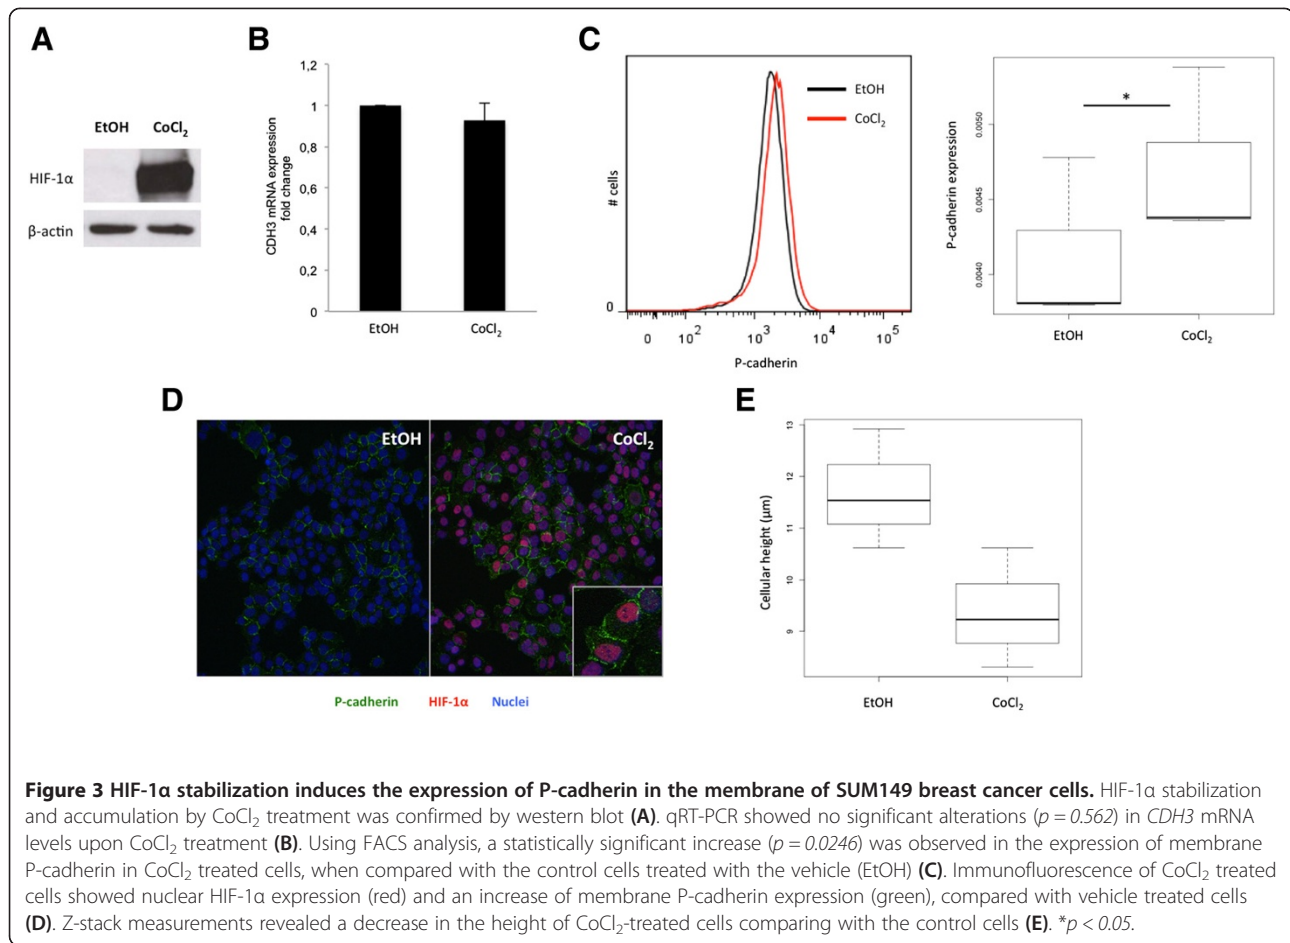 A
EtOH CoCl2
HIF-1α
β-actin
B
CDH3 mRNA expression
fold change
1,2
1
0,8
0,6
0,4
0,2
0
EtOH CoCl2
C
# cells
0
EtOH
CoCl2
0 10^2 10^3 10^4 10^5
P-cadherin
P-cadherin expression
0.0050
0.0045
0.0040
*
EtOH CoCl2
D
EtOH
CoCl2
P-cadherin HIF-1α Nuclei
E
Cellular height (µm)
13
12
11
10
9
EtOH CoCl2
Figure 3 HIF-1α stabilization induces the expression of P-cadherin in the membrane of SUM149 breast cancer cells. HIF-1α stabilization
and accumulation by CoCl2 treatment was confirmed by western blot (A). qRT-PCR showed no significant alterations (p = 0.562) in CDH3 mRNA
levels upon CoCl2 treatment (B). Using FACS analysis, a statistically significant increase (p = 0.0246) was observed in the expression of membrane
P-cadherin in CoCl2 treated cells, when compared with the control cells treated with the vehicle (EtOH) (C). Immunofluorescence of CoCl2 treated
cells showed nuclear HIF-1α expression (red) and an increase of membrane P-cadherin expression (green), compared with vehicle treated cells
(D). Z-stack measurements revealed a decrease in the height of CoCl2-treated cells comparing with the control cells (E). *p < 0.05.